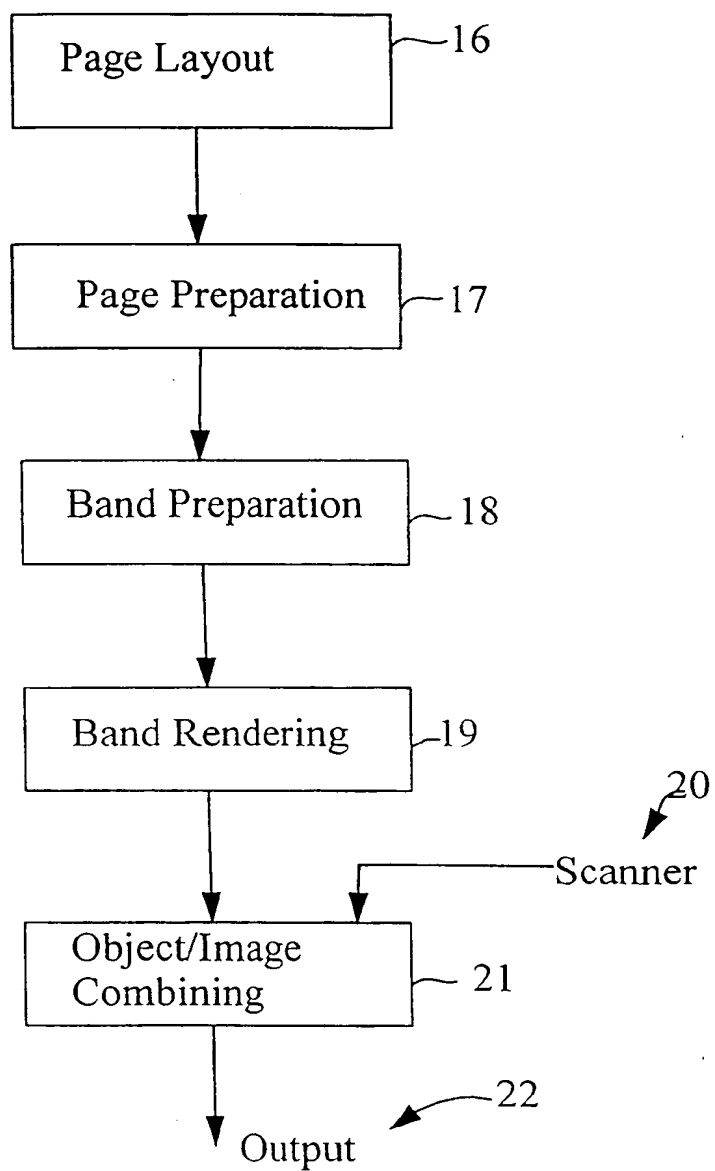 Page Layout
16
Page Preparation
17
Band Preparation
18
Band Rendering
19
20
Scanner
Object/Image
Combining
21
22
Output